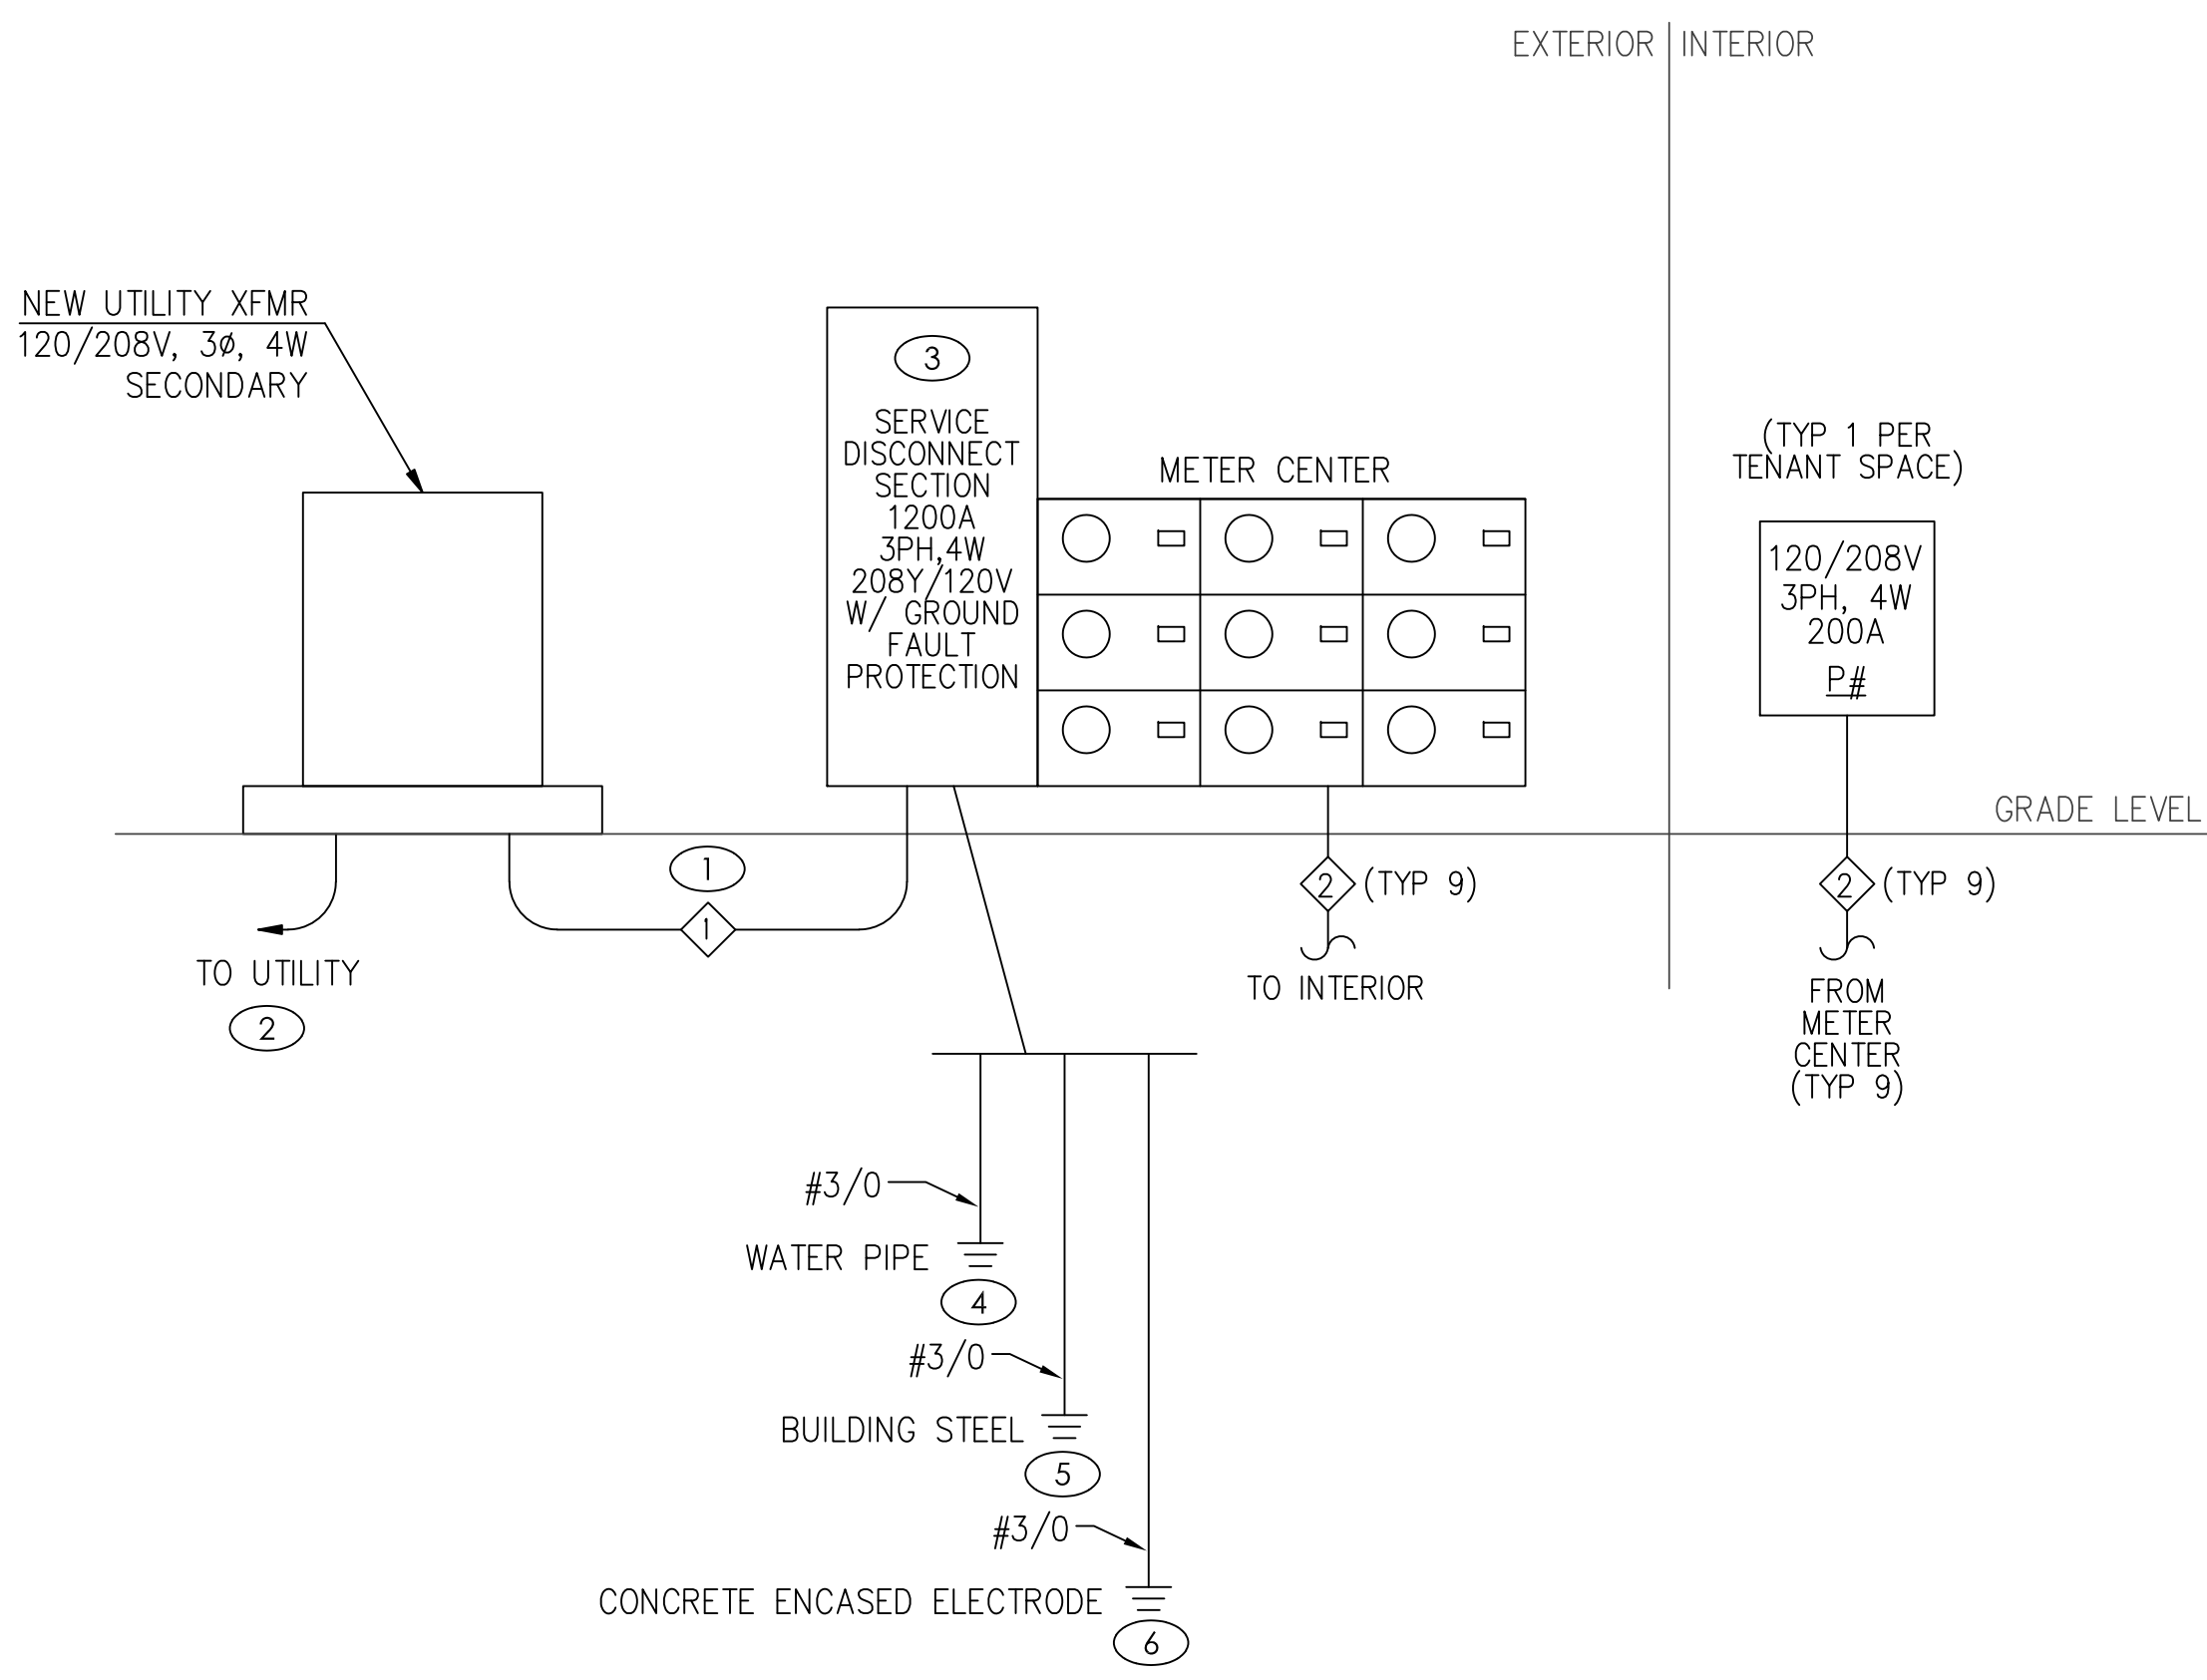 EXTERIOR
INTERIOR
NEW UTILITY XFMR
120/208V, 3ø, 4W
SECONDARY
3
SERVICE
DISCONNECT
SECTION
1200A
3PH,4W
208Y/120V
W/ GROUND
FAULT
PROTECTION
METER CENTER
(TYP 1 PER
TENANT SPACE)
120/208V
3PH, 4W
200A
P#
GRADE LEVEL
1
1
2 (TYP 9)
2 (TYP 9)
TO UTILITY
2
TO INTERIOR
FROM
METER
CENTER
(TYP 9)
#3/0
WATER PIPE
4
#3/0
BUILDING STEEL
5
#3/0
CONCRETE ENCASED ELECTRODE
6